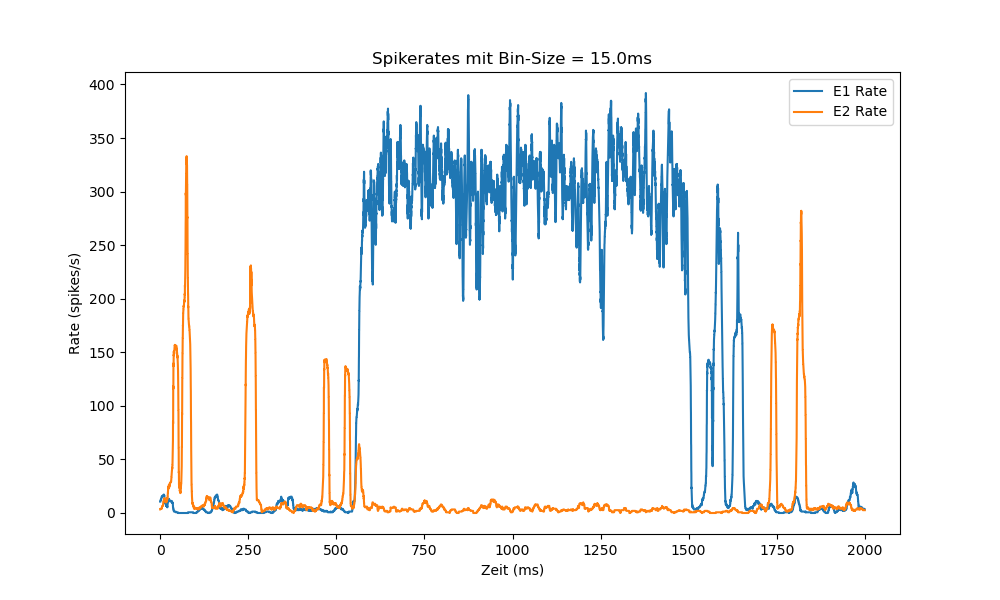 Spikerates mit Bin-Size = 15.0ms
E1 Rate
E2 Rate
400
350
300
250
200
150
100
50
0
Rate (spikes/s)
0 250 500 750 1000 1250 1500 1750 2000
Zeit (ms)